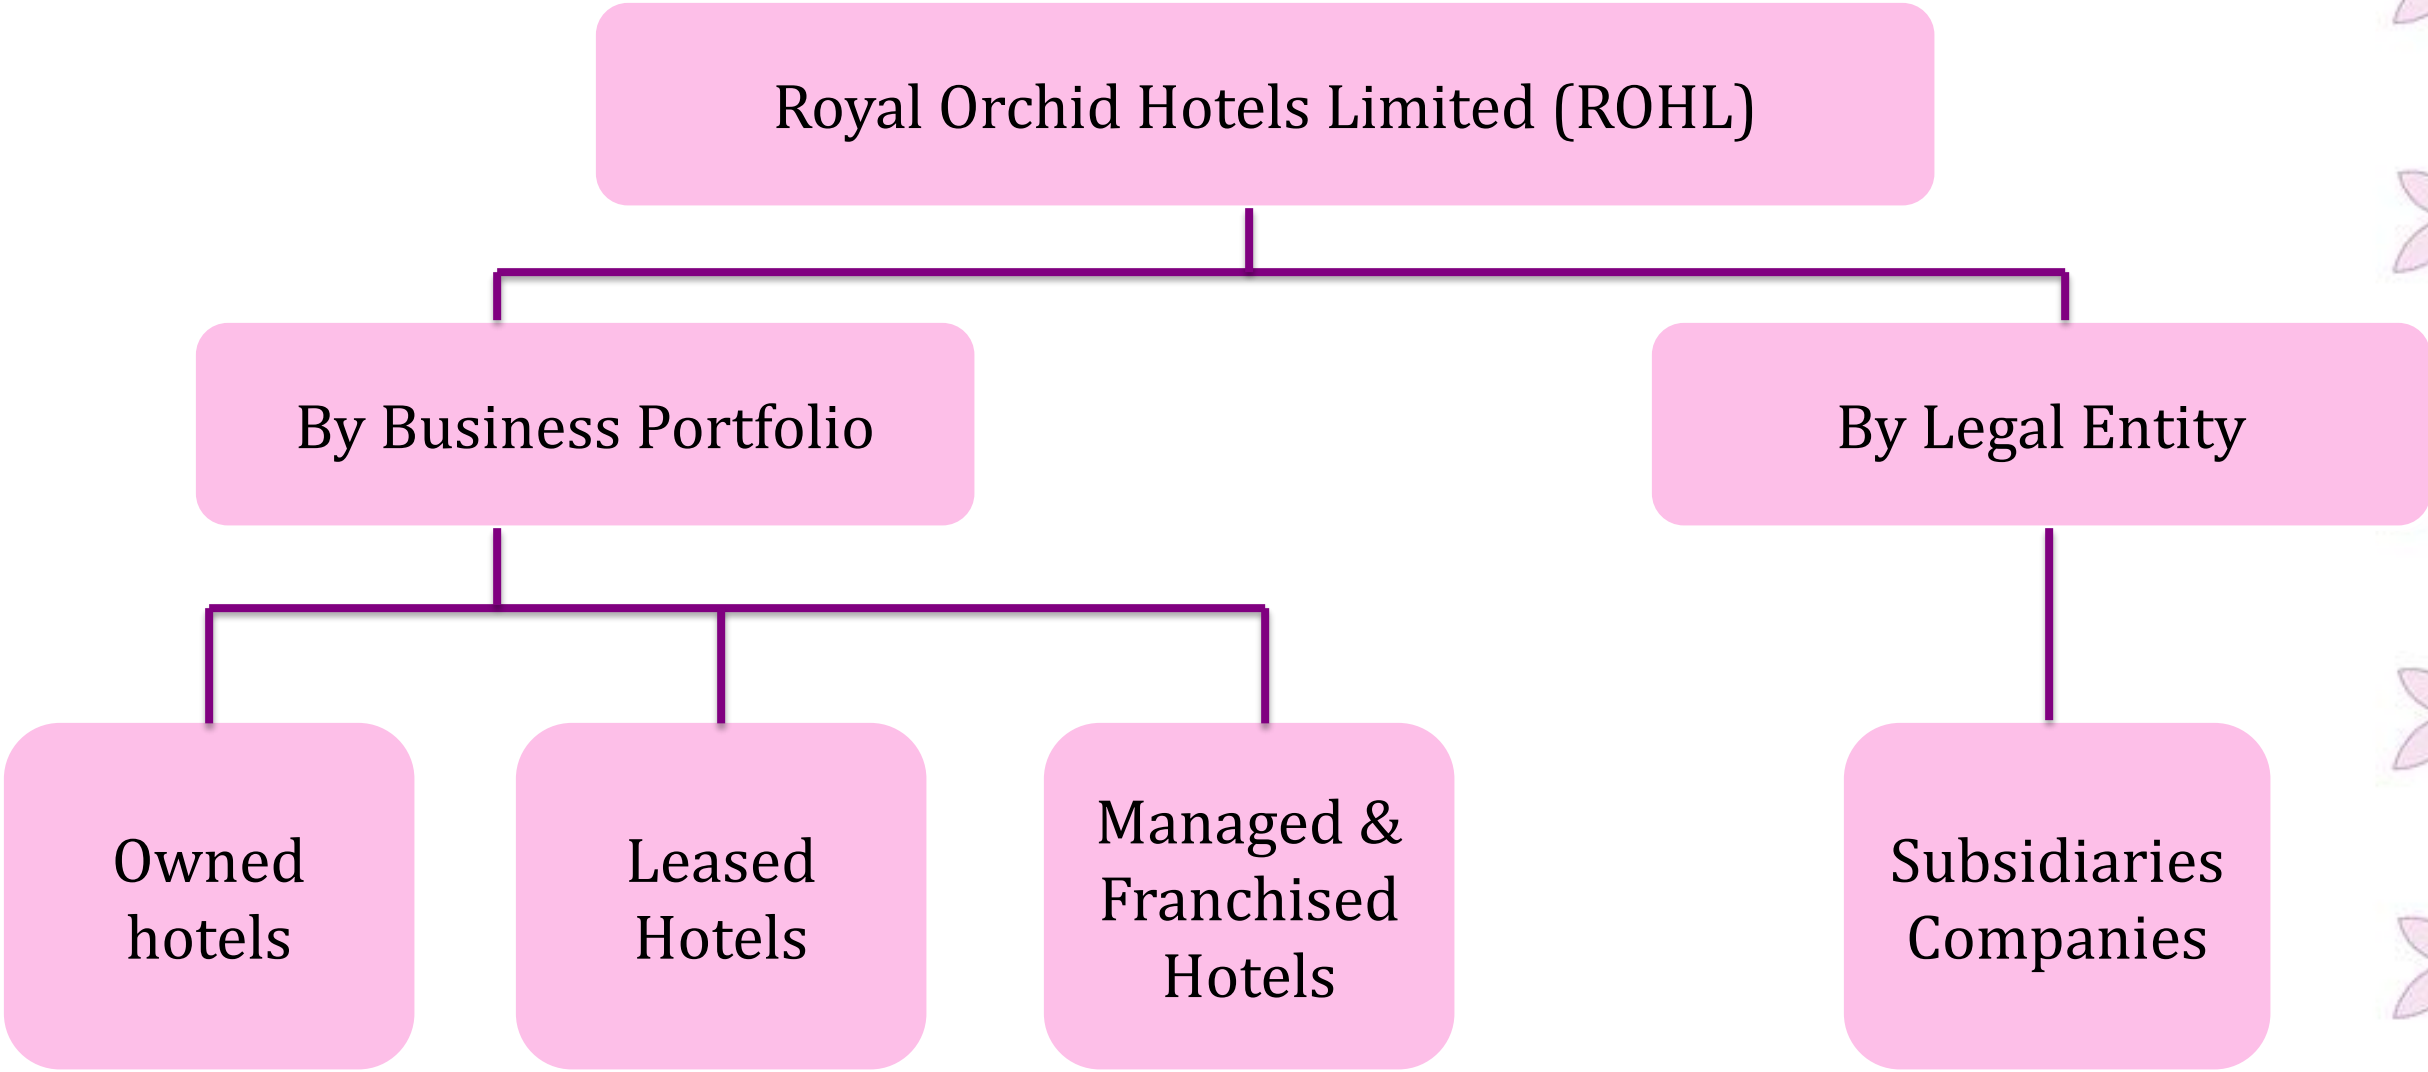 Royal Orchid Hotels Limited (ROHL)
By Business Portfolio
By Legal Entity
Owned
hotels
Leased
Hotels
Managed &
Franchised
Hotels
Subsidiaries
Companies